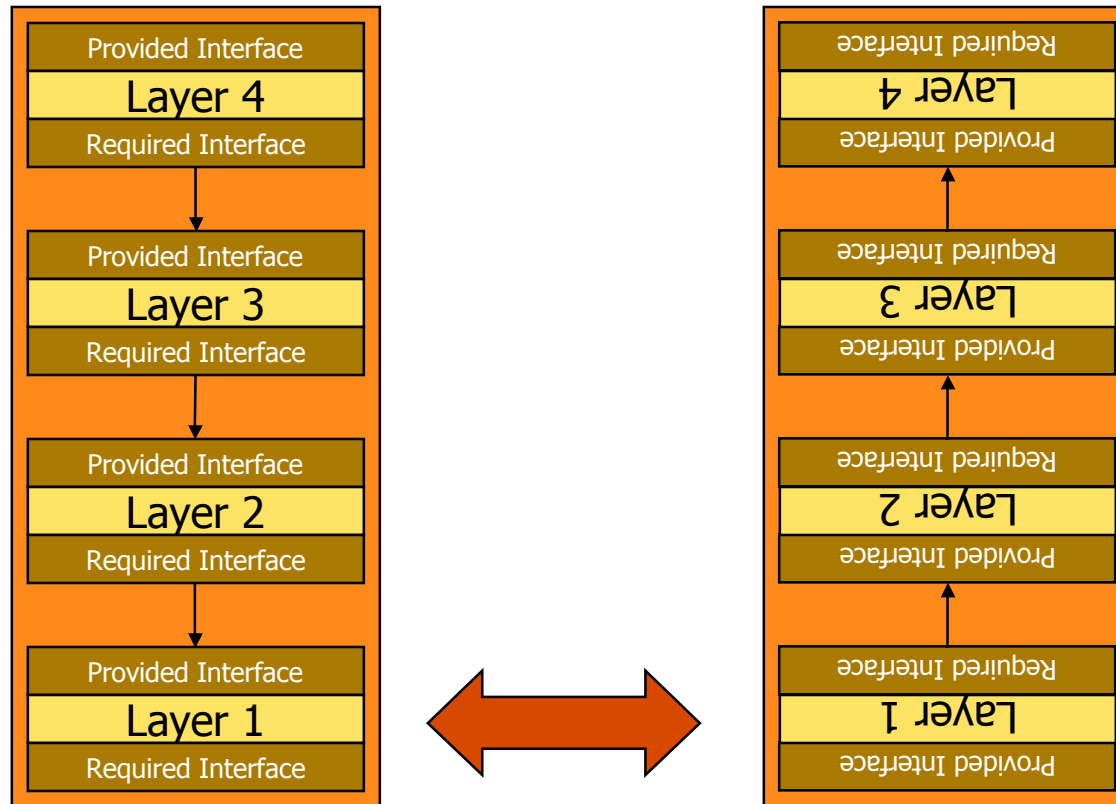 Provided Interface
Layer 4
Required Interface
Provided Interface
Layer 3
Required Interface
Provided Interface
Layer 2
Required Interface
Provided Interface
Layer 1
Required Interface
Required Interface
Layer 4
Provided Interface
Required Interface
Layer 3
Provided Interface
Required Interface
Layer 2
Provided Interface
Required Interface
Layer 1
Provided Interface